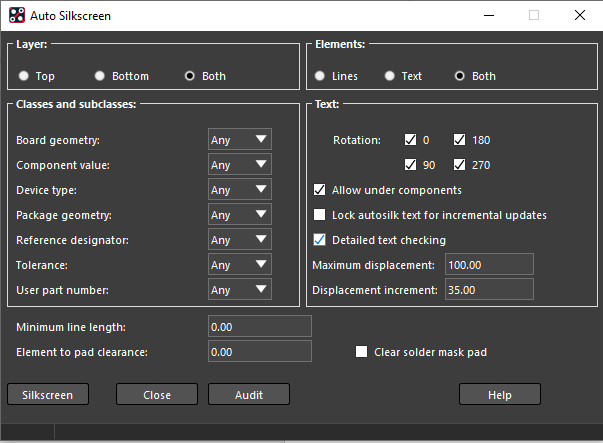 Auto Silkscreen
Layer:
Top Bottom Both
Elements:
Lines Text Both
Classes and subclasses:
Board geometry: Any
Component value: Any
Device type: Any
Package geometry: Any
Reference designator: Any
Tolerance: Any
User part number: Any
Text:
Rotation: 0 180
90 270
Allow under components
Lock autosilk text for incremental updates
Detailed text checking
Maximum displacement: 100.00
Displacement increment: 35.00
Minimum line length: 0.00
Element to pad clearance: 0.00 Clear solder mask pad
Silkscreen Close Audit Help